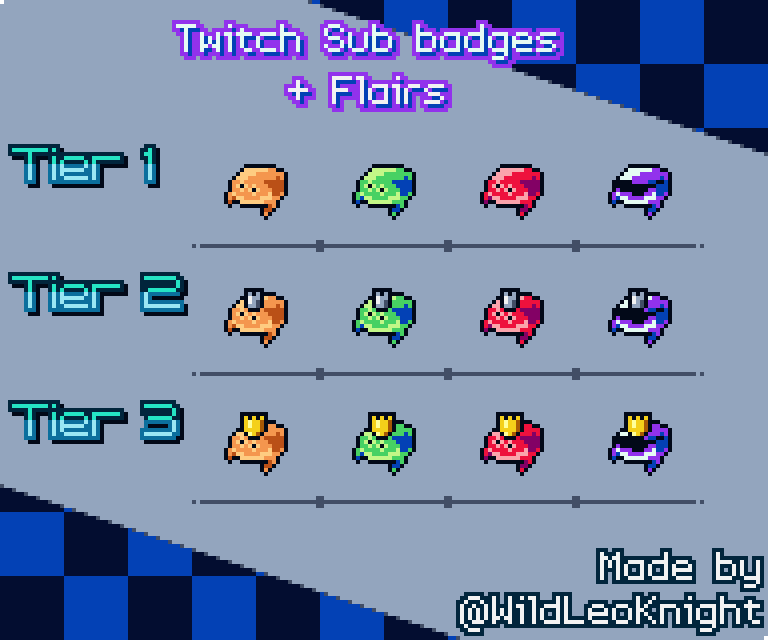 Twitch Sub badges
+ Flairs
Tier 1
Tier 2
Tier 3
Made by
@WildLeoKnight